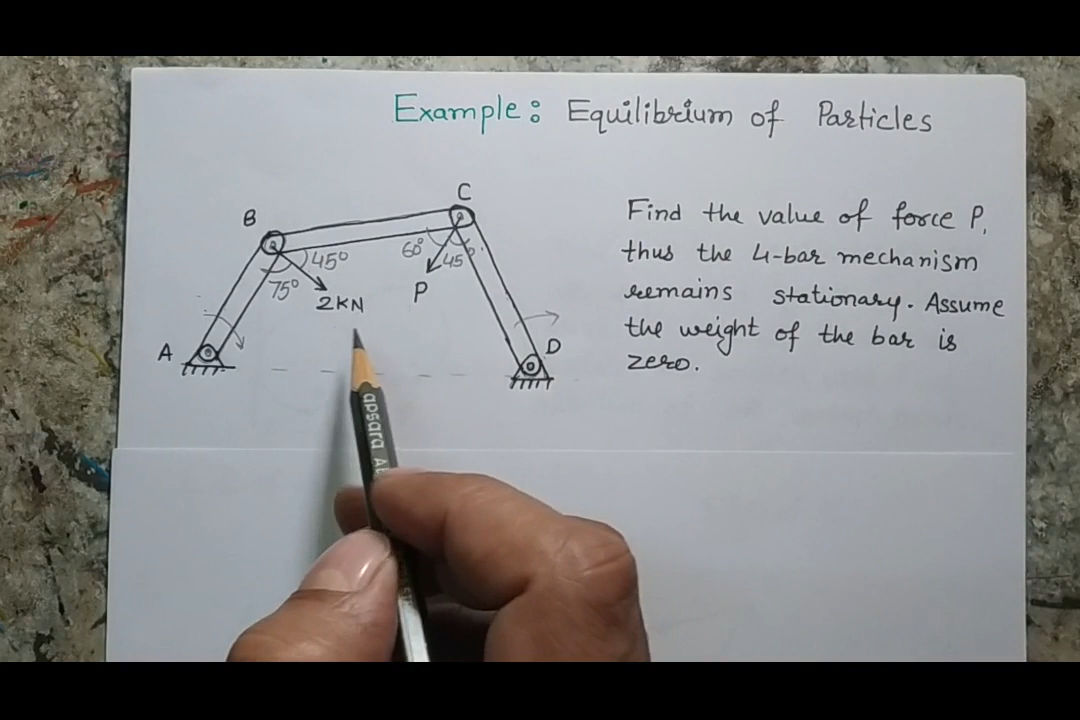 Example: Equilibrium of Particles
Find the value of force P,
thus the 4-bar mechanism
remains stationary. Assume
the weight of the bar is
zero.
C
B
60°
45°
45°
75°
P
2KN
A
D
apsara